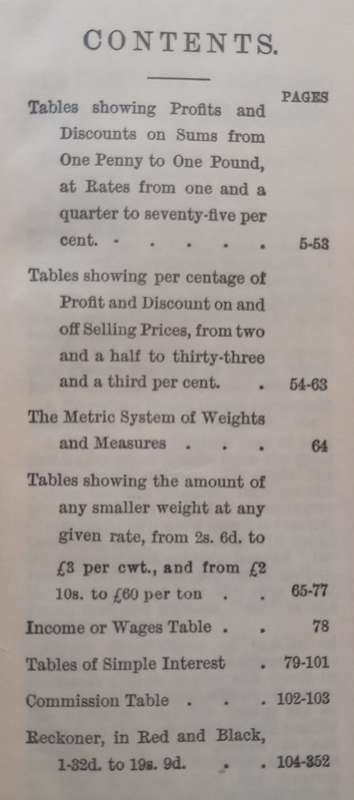 CONTENTS.
PAGES
Tables showing Profits and
Discounts on Sums from
One Penny to One Pound,
at Rates from one and a
quarter to seventy-five per
cent. - . . . . 5-53
Tables showing per centage of
Profit and Discount on and
off Selling Prices, from two
and a half to thirty-three
and a third per cent. . 54-63
The Metric System of Weights
and Measures . . . 64
Tables showing the amount of
any smaller weight at any
given rate, from 2s. 6d. to
£3 per cwt., and from £2
10s. to £60 per ton . . 65-77
Income or Wages Table . . 78
Tables of Simple Interest . 79-101
Commission Table . . . 102-103
Reckoner, in Red and Black,
1-32d. to 19s. 9d. . . 104-352